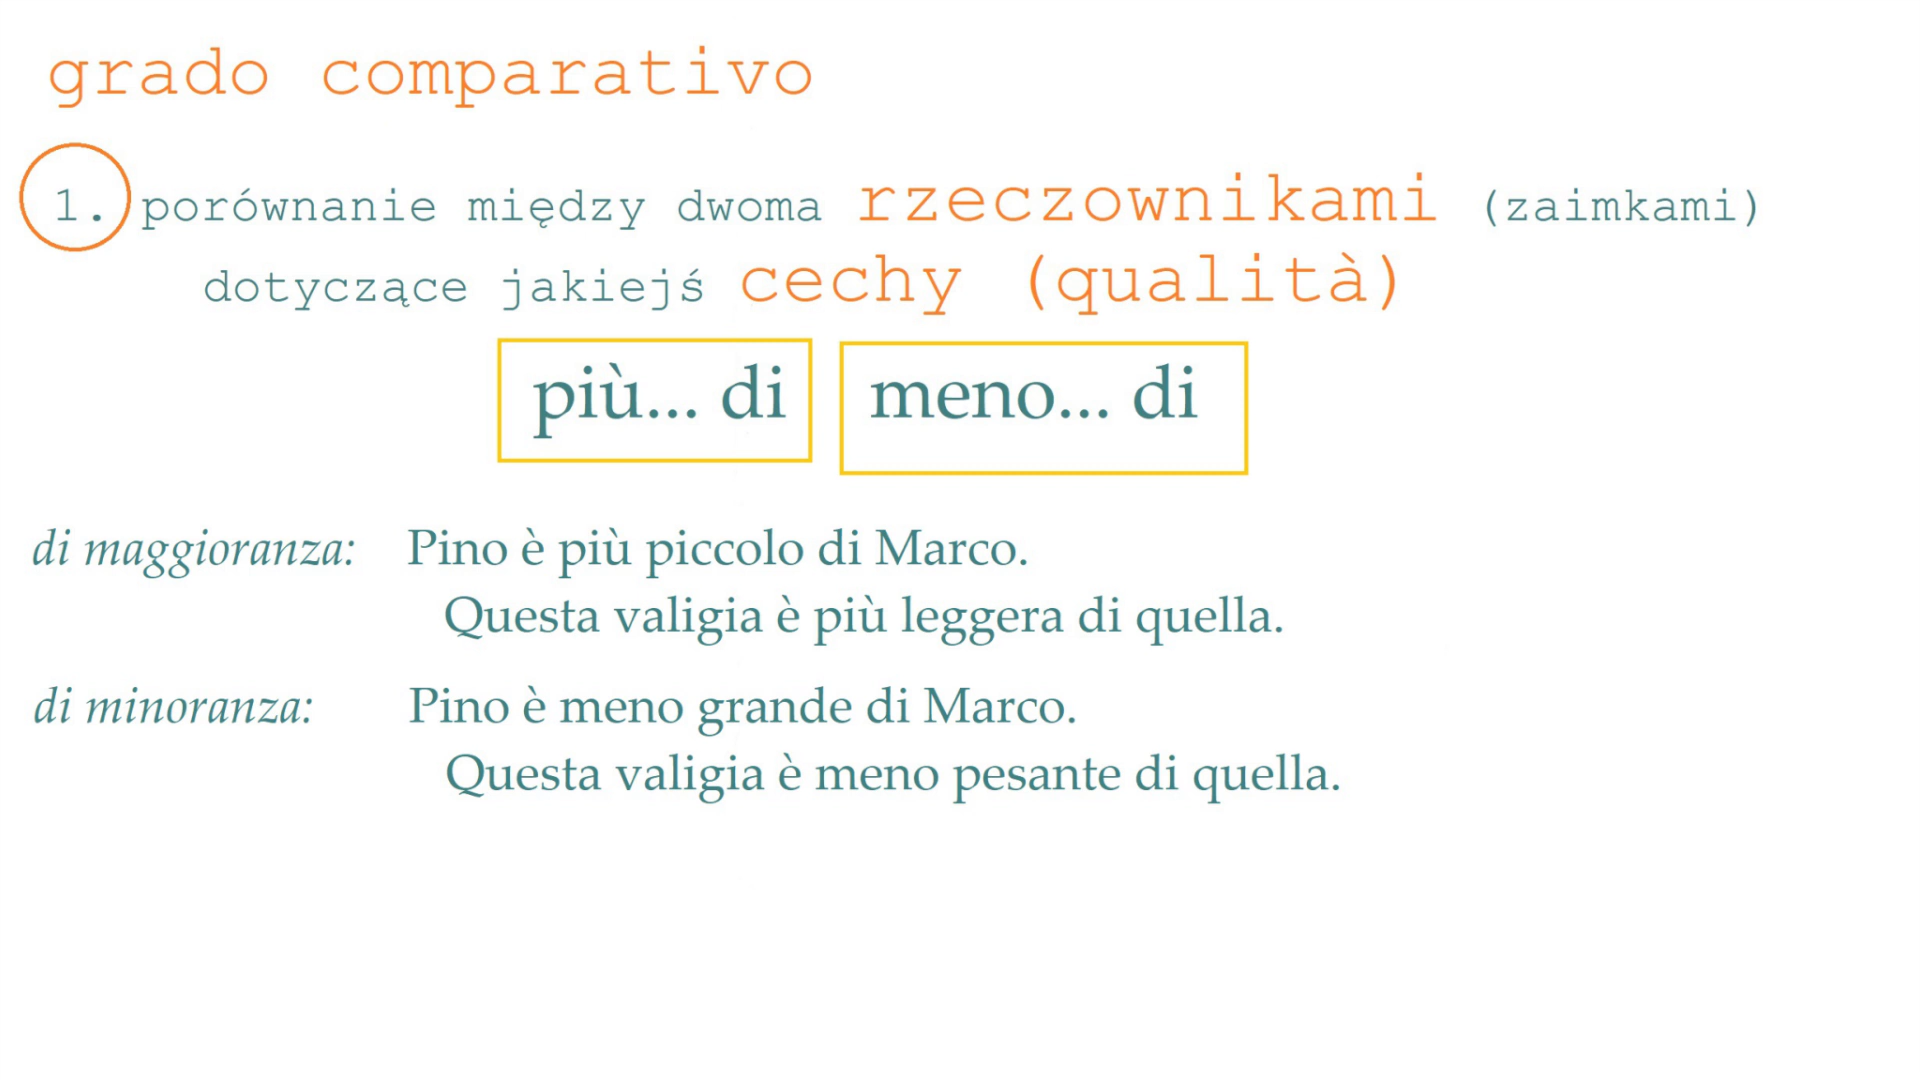 grado comparativo
1. porównanie między dwoma rzeczownikami (zaimkami)
dotyczące jakiejś cechy (qualità)
più... di meno... di
di maggioranza: Pino è più piccolo di Marco.
Questa valigia è più leggera di quella.
di minoranza: Pino è meno grande di Marco.
Questa valigia è meno pesante di quella.